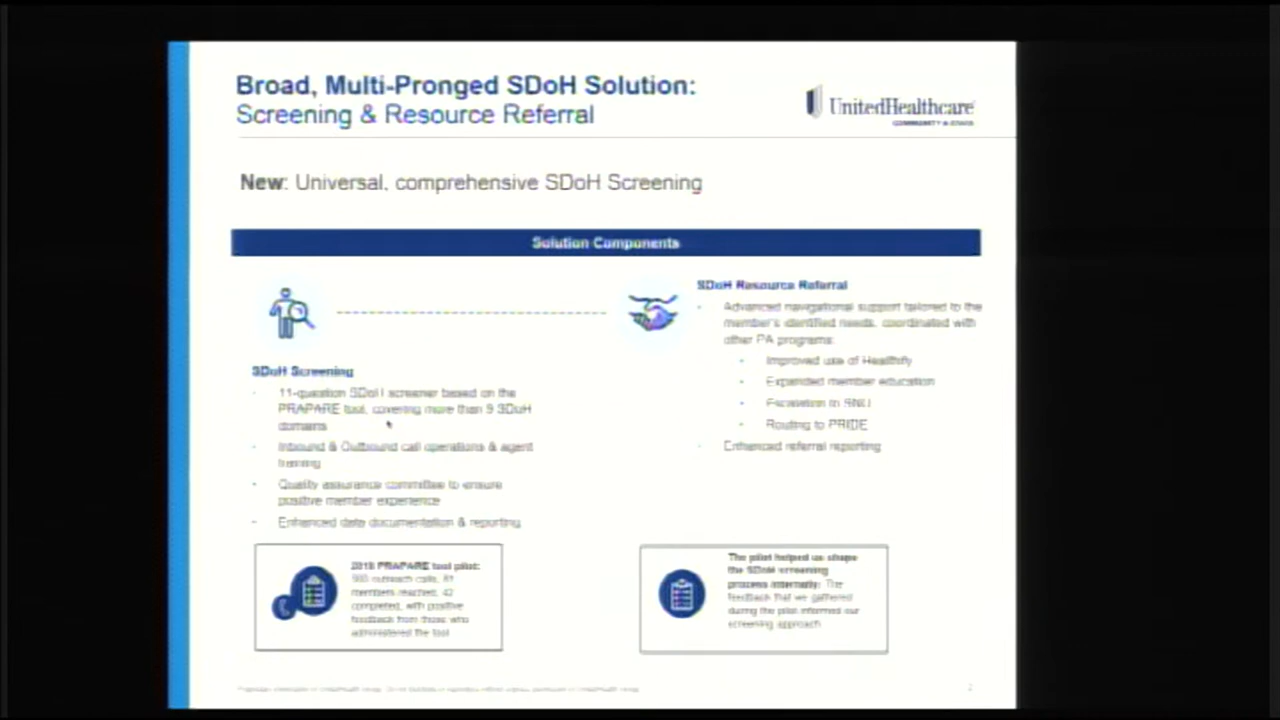 Broad, Multi-Pronged SDoH Solution:
Screening & Resource Referral
UnitedHealthcare
COMMUNITY & STATE
New: Universal, comprehensive SDoH Screening
Solution Components
SDoH Screening
11-question SDoH screener based on the
PRAPARE tool, covering more than 9 SDoH
domains
Inbound & Outbound call operations & agent
training
Quality assurance committee to ensure
positive member experience
Enhanced data documentation & reporting
SDoH Resource Referral
Advanced navigational support tailored to the
member's identified needs, coordinated with
other PA programs:
Improved use of Healthify
Expanded member education
Escalation to SNU
Routing to PRIDE
Enhanced referral reporting
PRAPARE tool pilot:
outreach calls,
members reached, 42
completed, with positive
feedback from those who
administered the tool
The pilot helped us shape
the SDoH screening
process internally: The
feedback that we gathered
during the pilot informed our
screening approach